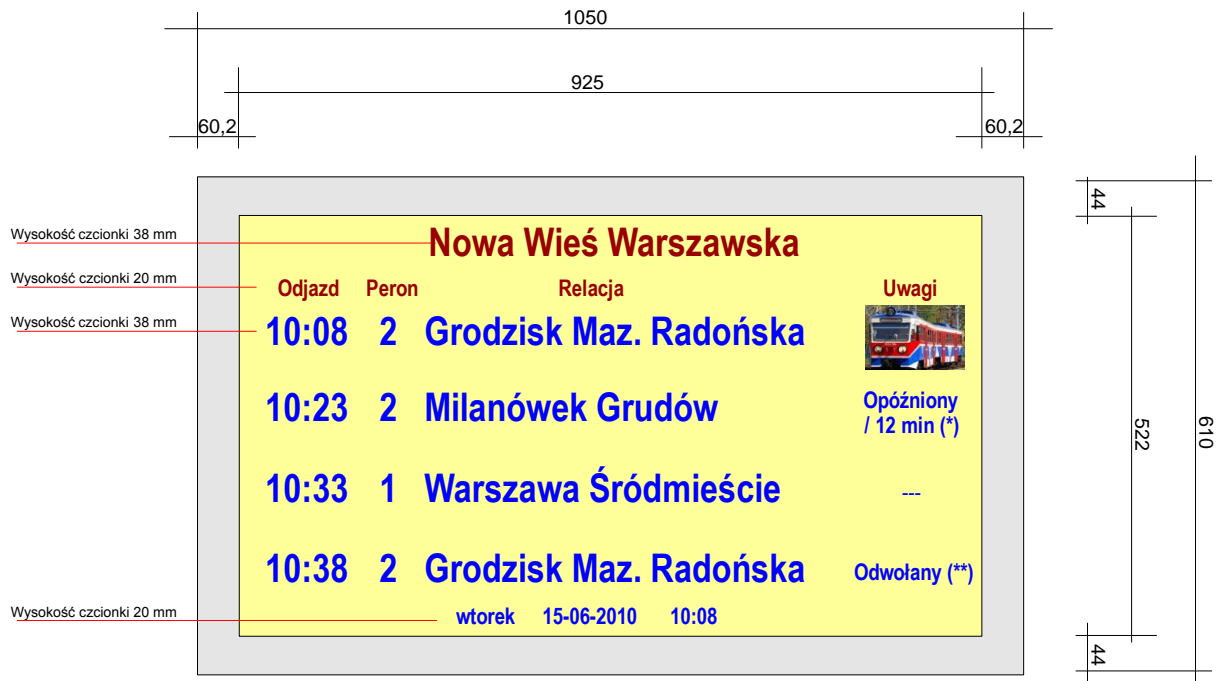 1050
925
60,2
60,2
44
Wysokość czcionki 38 mm
Nowa Wieś Warszawska
Wysokość czcionki 20 mm
Odjazd Peron Relacja Uwagi
Wysokość czcionki 38 mm
10:08 2 Grodzisk Maz. Radońska
10:23 2 Milanówek Grudów Opóźniony
/ 12 min (*)
522
610
10:33 1 Warszawa Śródmieście ---
10:38 2 Grodzisk Maz. Radońska Odwołany (**)
Wysokość czcionki 20 mm
wtorek 15-06-2010 10:08
44